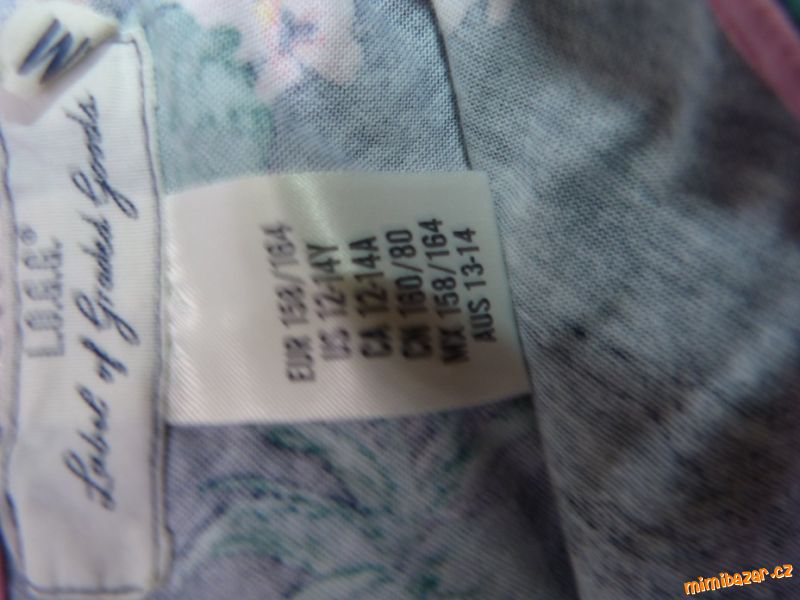 L.O.G.G.®
Label of Graded Goods
EUR 158/164
US 12-14Y
CA 12-14A
CN 160/80
MX 158/164
AUS 13-14
mimibazar.cz